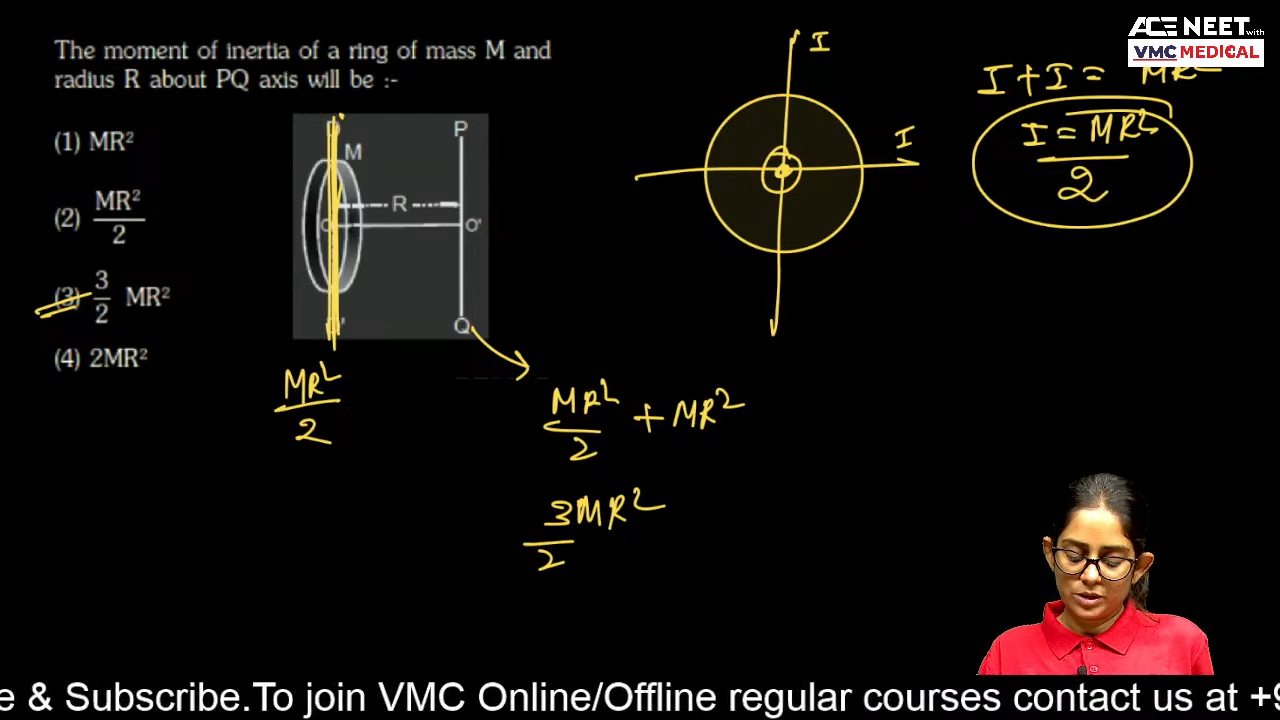 ACE NEET with
VMC MEDICAL
The moment of inertia of a ring of mass M and
radius R about PQ axis will be :-
(1) MR²
(2) MR²/2
(3) 3/2 MR²
(4) 2MR²
P
M
R
O
O'
Q
I
I
I + I = MR²
I = MR²/2
MR²/2
MR²/2 + MR²
3MR²/2
e & Subscribe.To join VMC Online/Offline regular courses contact us at +9